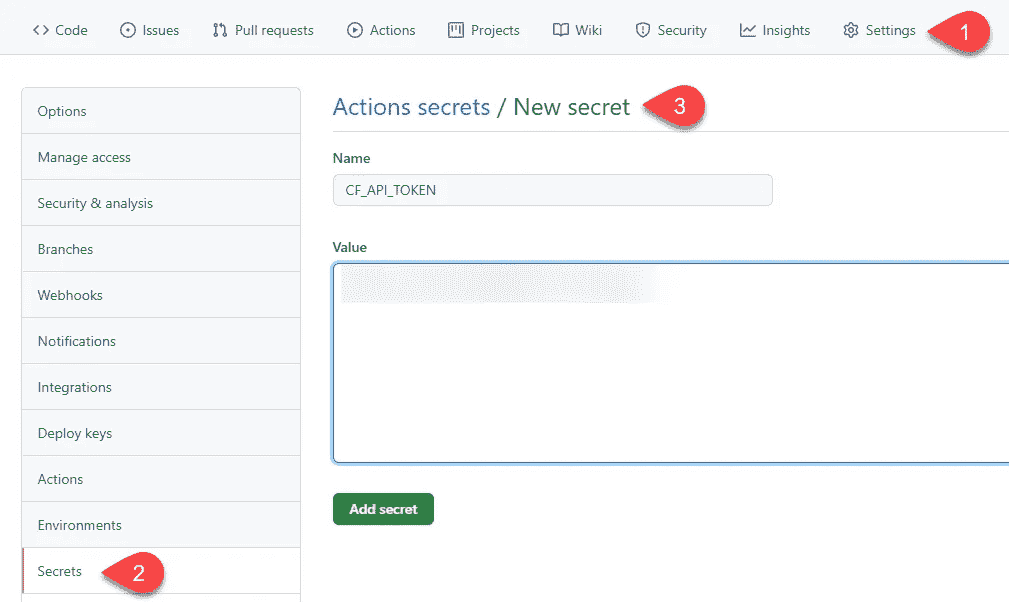 Code Issues Pull requests Actions Projects Wiki Security Insights Settings 1
Options
Manage access
Security & analysis
Branches
Webhooks
Notifications
Integrations
Deploy keys
Actions
Environments
Secrets 2
Actions secrets / New secret 3
Name
CF_API_TOKEN
Value
Add secret